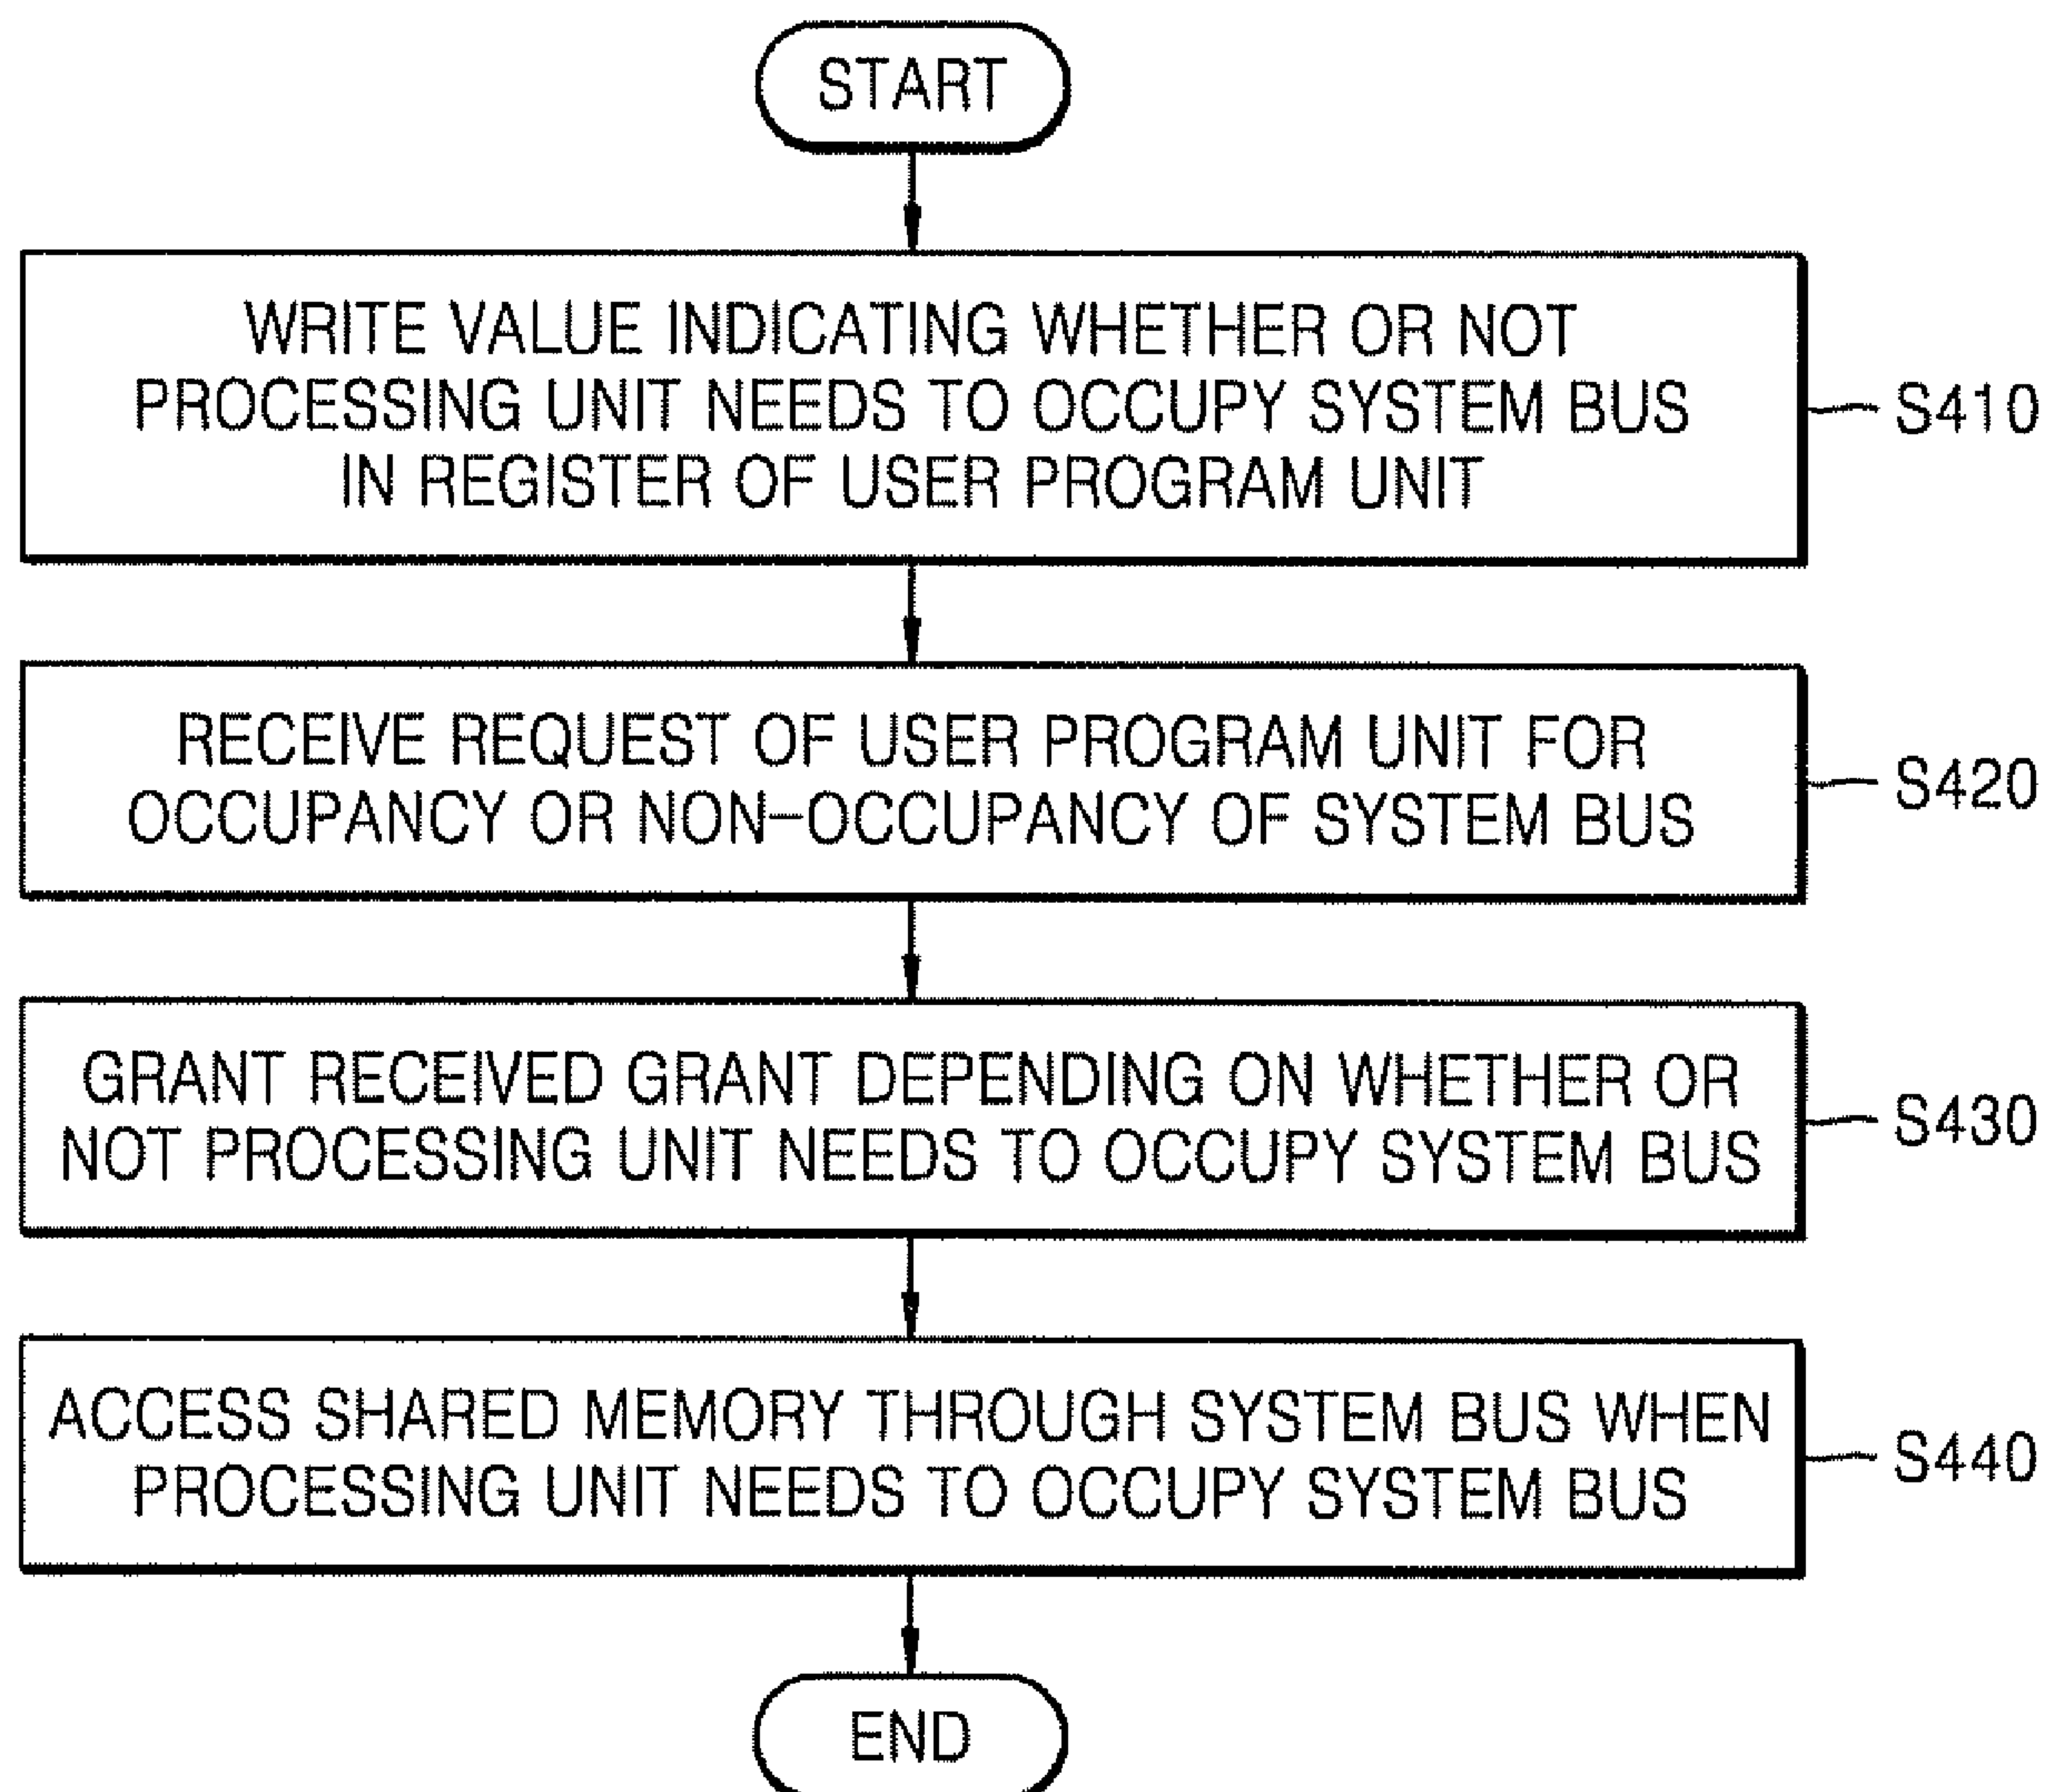 START
WRITE VALUE INDICATING WHETHER OR NOT
PROCESSING UNIT NEEDS TO OCCUPY SYSTEM BUS
IN REGISTER OF USER PROGRAM UNIT
S410
RECEIVE REQUEST OF USER PROGRAM UNIT FOR
OCCUPANCY OR NON-OCCUPANCY OF SYSTEM BUS
S420
GRANT RECEIVED GRANT DEPENDING ON WHETHER OR
NOT PROCESSING UNIT NEEDS TO OCCUPY SYSTEM BUS
S430
ACCESS SHARED MEMORY THROUGH SYSTEM BUS WHEN
PROCESSING UNIT NEEDS TO OCCUPY SYSTEM BUS
S440
END